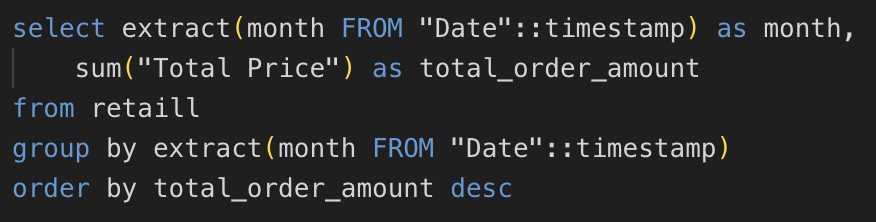 select extract(month FROM "Date"::timestamp) as month,
    sum("Total Price") as total_order_amount
from retaill
group by extract(month FROM "Date"::timestamp)
order by total_order_amount desc